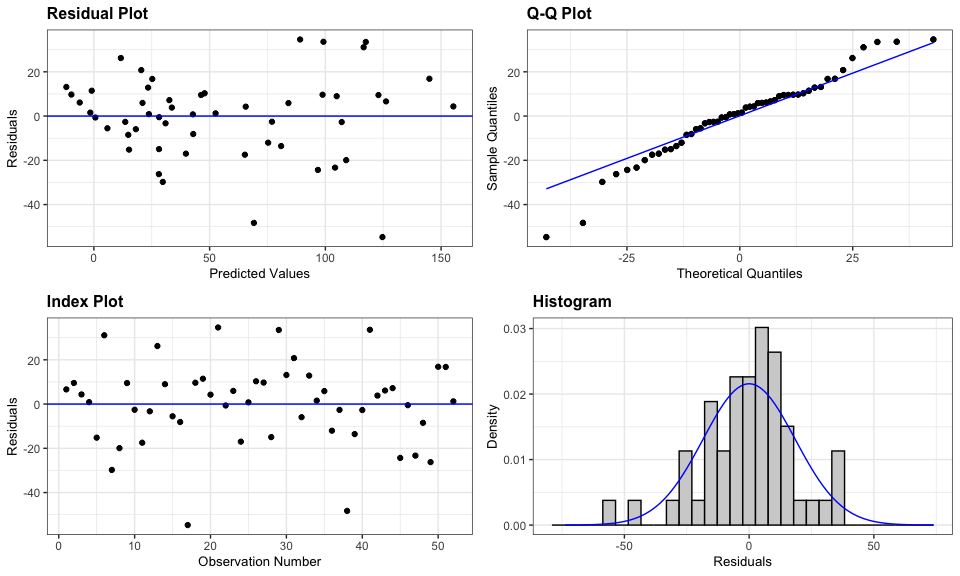 Residual Plot
20
0
-20
-40
Residuals
0
50
100
150
Predicted Values
Q-Q Plot
20
0
-20
-40
Sample Quantiles
-25
0
25
Theoretical Quantiles
Index Plot
20
0
-20
-40
Residuals
0
10
20
30
40
50
Observation Number
Histogram
0.03
0.02
0.01
0.00
Density
-50
0
50
Residuals